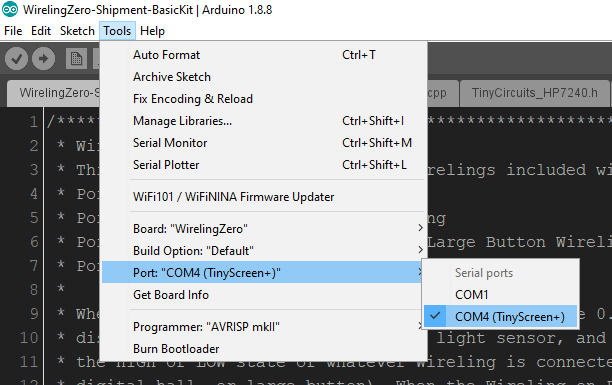 WirelingZero-Shipment-BasicKit | Arduino 1.8.8
File Edit Sketch Tools Help
WirelingZero-S
.cpp
TinyCircuits_HP7240.h
Auto Format Ctrl+T
Archive Sketch
Fix Encoding & Reload
Manage Libraries... Ctrl+Shift+I
Serial Monitor Ctrl+Shift+M
Serial Plotter Ctrl+Shift+L
WiFi101 / WiFiNINA Firmware Updater
Board: "WirelingZero"
Build Option: "Default"
Port: "COM4 (TinyScreen+)"
Get Board Info
Programmer: "AVRISP mkII"
Burn Bootloader
Serial ports
COM1
COM4 (TinyScreen+)
1 /****
2 * Wi
3 * Thi relings included wi
4 * Po
5 * Po ng
6 * Po Large Button Wireli
7 * Po
8 *
9 * Whe e 0.
10 * dis light sensor, and
11 * the high or low state of whatever Wireling is connecte
12 * digital hall, or large button). When the Wireling on